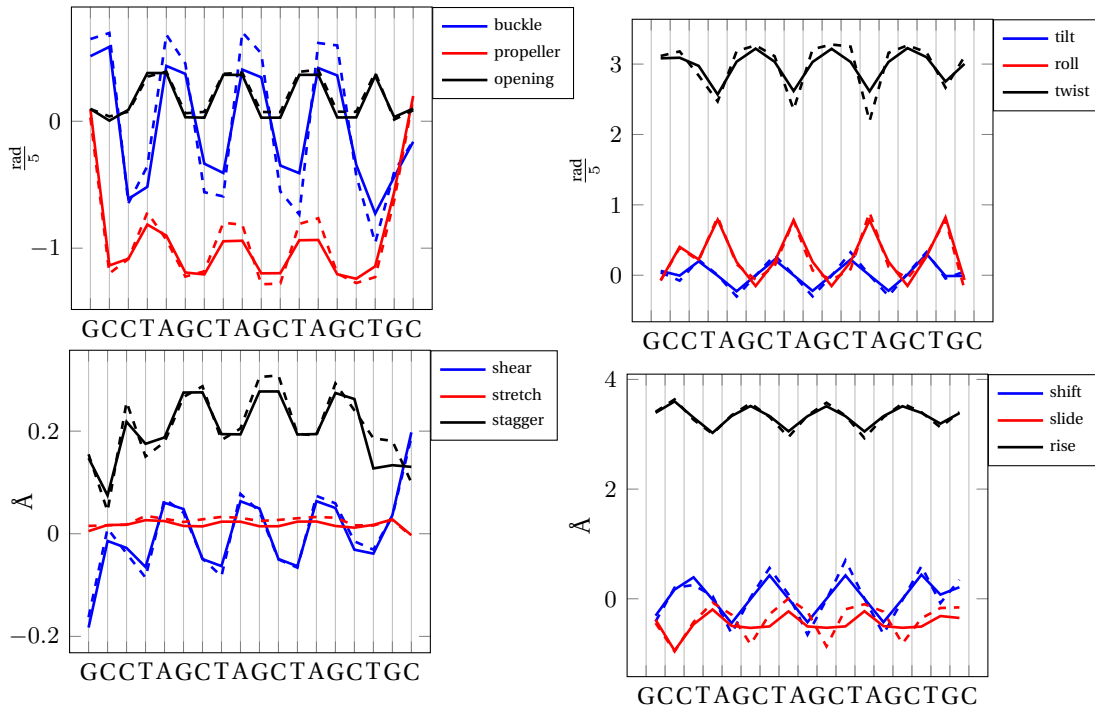 0
−1
rad
5
buckle
propeller
opening
GCCTAGCTAGCTAGCTGC
3
2
1
0
rad
5
tilt
roll
twist
GCCTAGCTAGCTAGCTGC
0.2
0
−0.2
Å
shear
stretch
stagger
GCCTAGCTAGCTAGCTGC
4
2
0
Å
shift
slide
rise
GCCTAGCTAGCTAGCTGC